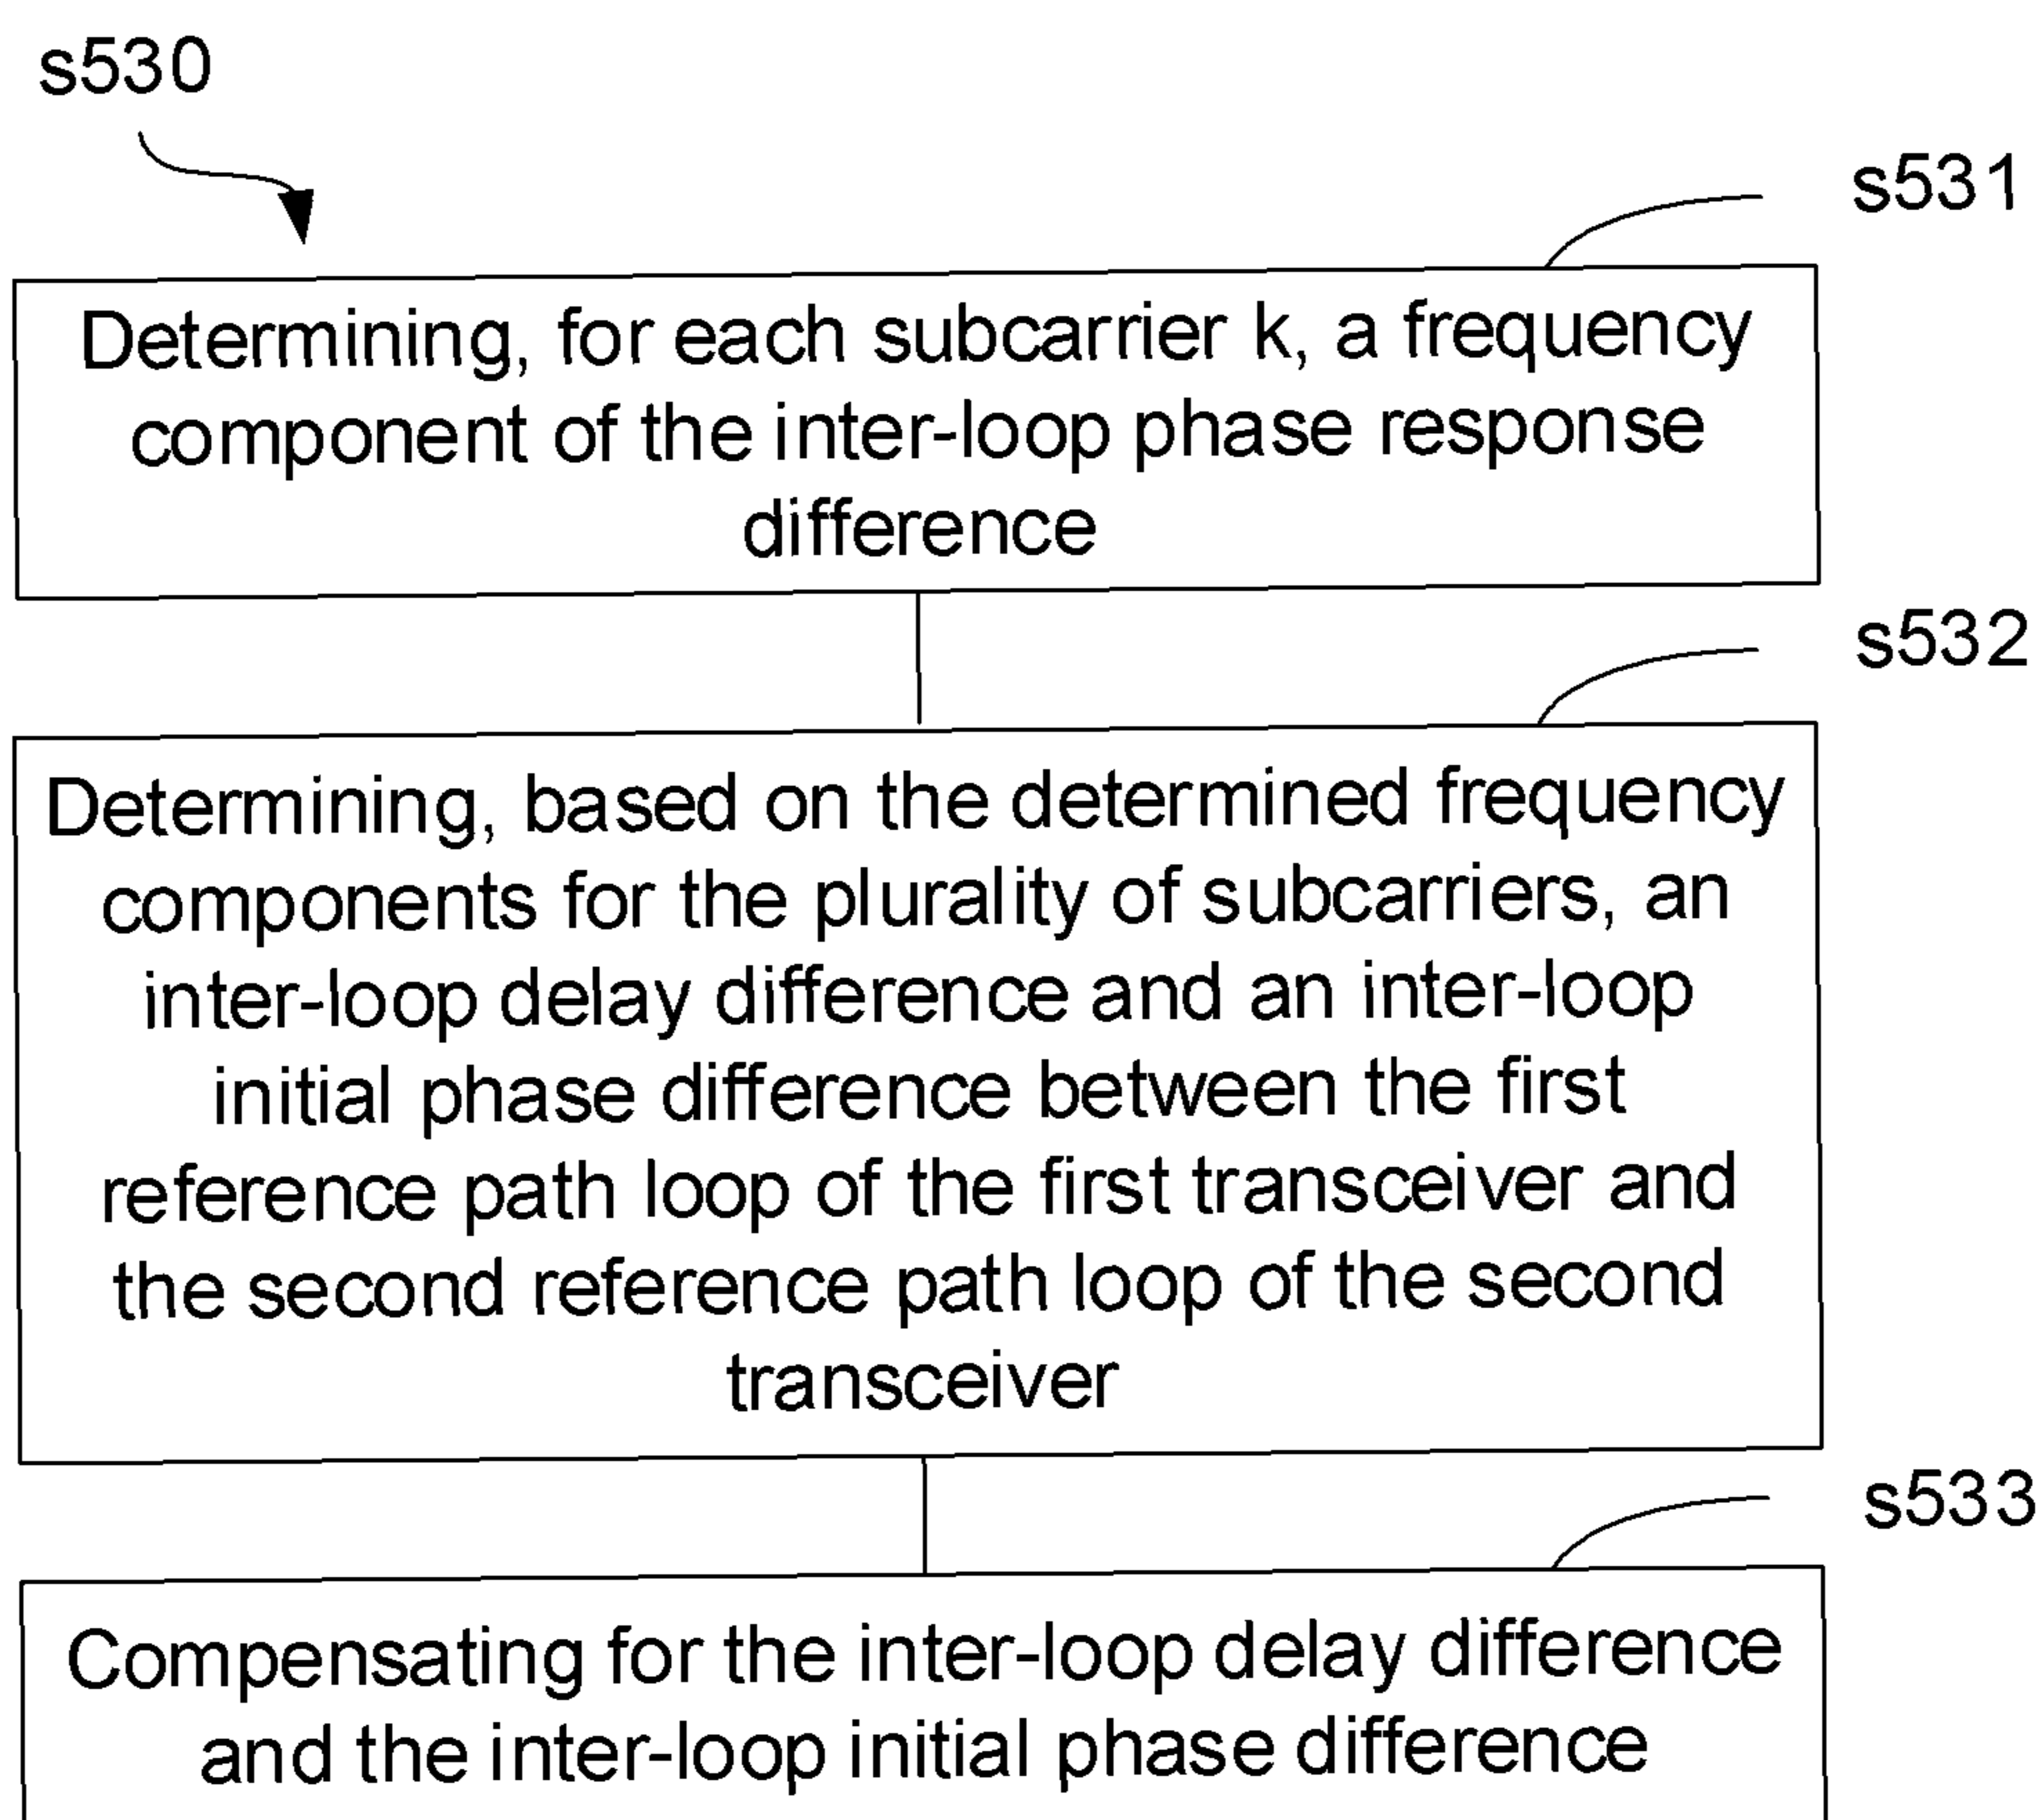 s530
s531
Determining, for each subcarrier k, a frequency
component of the inter-loop phase response
difference
s532
Determining, based on the determined frequency
components for the plurality of subcarriers, an
inter-loop delay difference and an inter-loop
initial phase difference between the first
reference path loop of the first transceiver and
the second reference path loop of the second
transceiver
s533
Compensating for the inter-loop delay difference
and the inter-loop initial phase difference